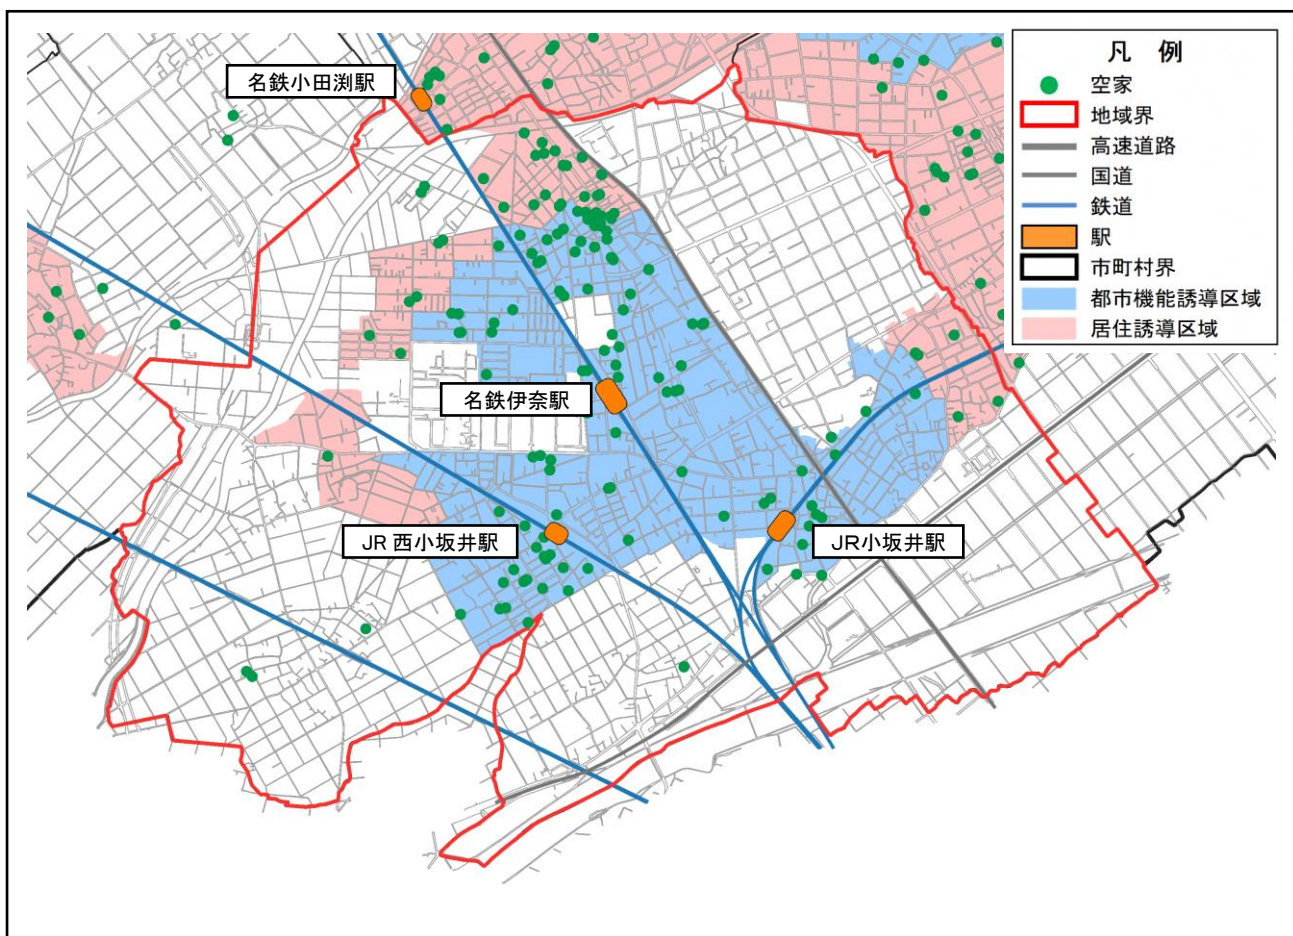 名鉄小田渕駅
名鉄伊奈駅
JR 西小坂井駅
JR小坂井駅
凡 例
空家
地域界
高速道路
国道
鉄道
駅
市町村界
都市機能誘導区域
居住誘導区域